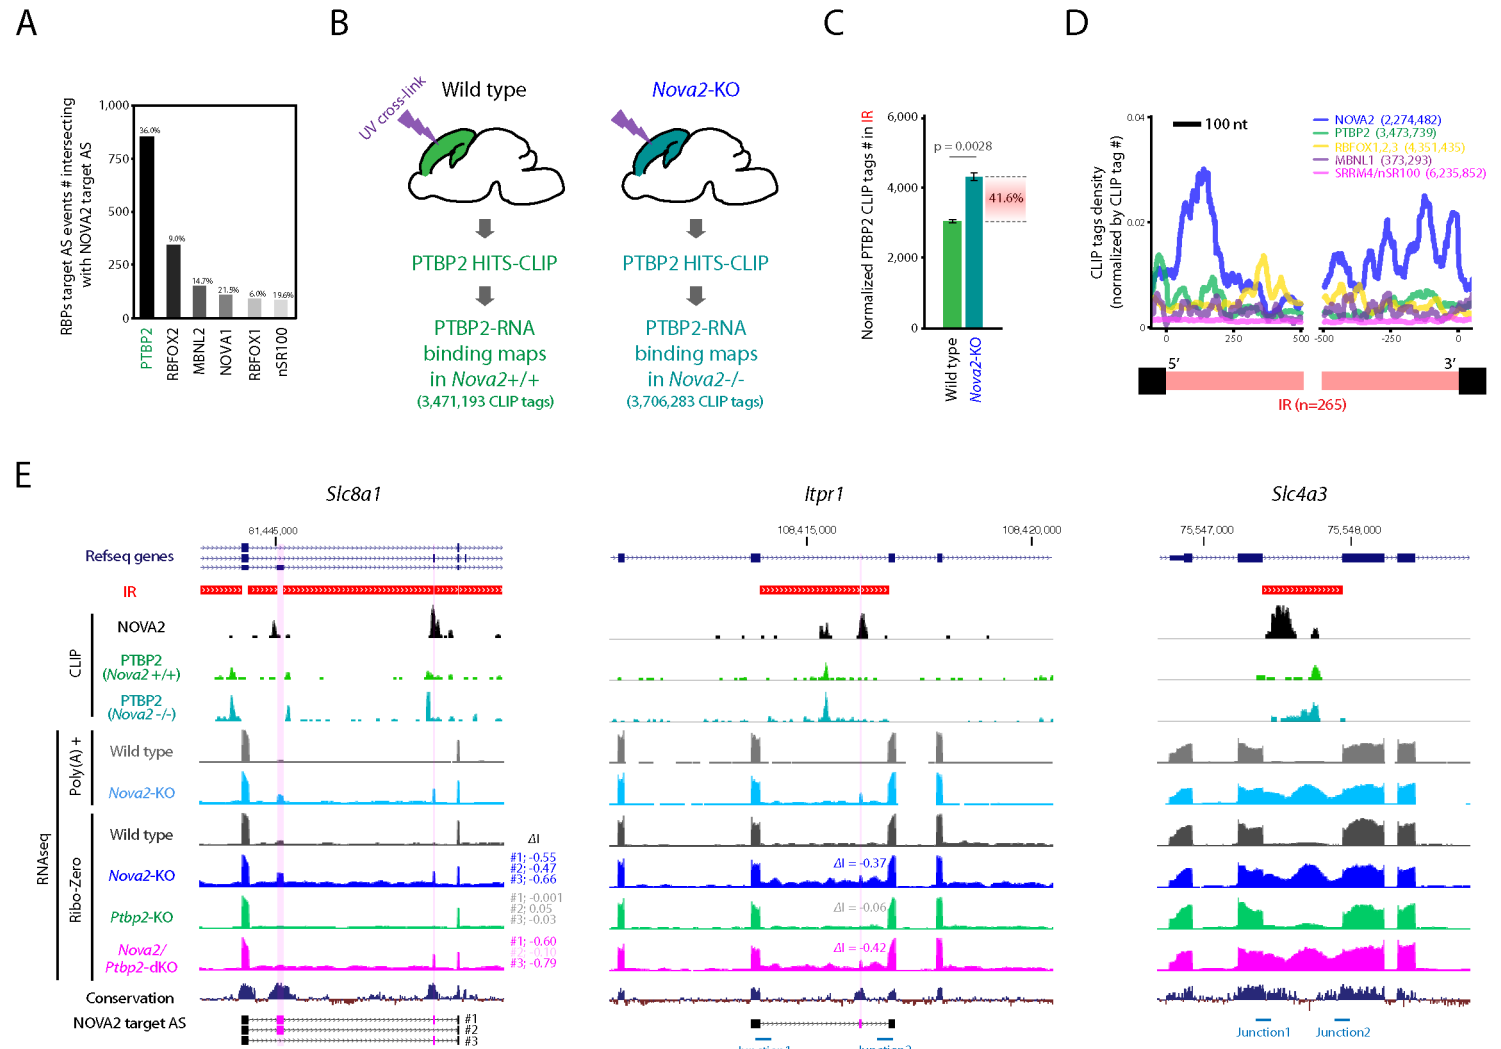 A
B
C
D
RBPs target AS events # intersecting
with NOVA2 target AS
1,000
750
500
250
0
36.0%
9.0%
14.7%
21.5%
6.0%
19.6%
PTBP2
RBFOX2
MBNL2
NOVA1
RBFOX1
nSR100
UV cross-link
Wild type
Nova2-KO
PTBP2 HITS-CLIP
PTBP2 HITS-CLIP
PTBP2-RNA
binding maps
in Nova2+/+
(3,471,193 CLIP tags)
PTBP2-RNA
binding maps
in Nova2-/-
(3,706,283 CLIP tags)
Normalized PTBP2 CLIP tags # in IR
6,000
4,000
2,000
0
p = 0.0028
41.6%
Wild type
Nova2-KO
CLIP tags density
(normalized by CLIP tag #)
0.04
0.02
0
100 nt
NOVA2 (2,274,482)
PTBP2 (3,473,739)
RBFOX1,2,3 (4,351,435)
MBNL1 (373,293)
SRRM4/nSR100 (6,235,852)
0
250
500
-500
-250
0
5’
3’
IR (n=265)
E
Slc8a1
Itpr1
Slc4a3
81,445,000
108,415,000
108,420,000
75,547,000
75,548,000
Refseq genes
IR
CLIP
NOVA2
PTBP2
(Nova2 +/+)
PTBP2
(Nova2 -/-)
RNAseq
Poly(A) +
Wild type
Nova2-KO
Ribo-Zero
Wild type
ΔI
Nova2-KO
#1; -0.55
#2; -0.47
#3; -0.66
ΔI = -0.37
Ptbp2-KO
#1; -0.001
#2; 0.05
#3; -0.03
ΔI = -0.06
Nova2/
Ptbp2-dKO
#1; -0.60
#3; -0.79
ΔI = -0.42
Conservation
NOVA2 target AS
#1
#2
#3
Junction1
Junction2
Junction1
Junction2